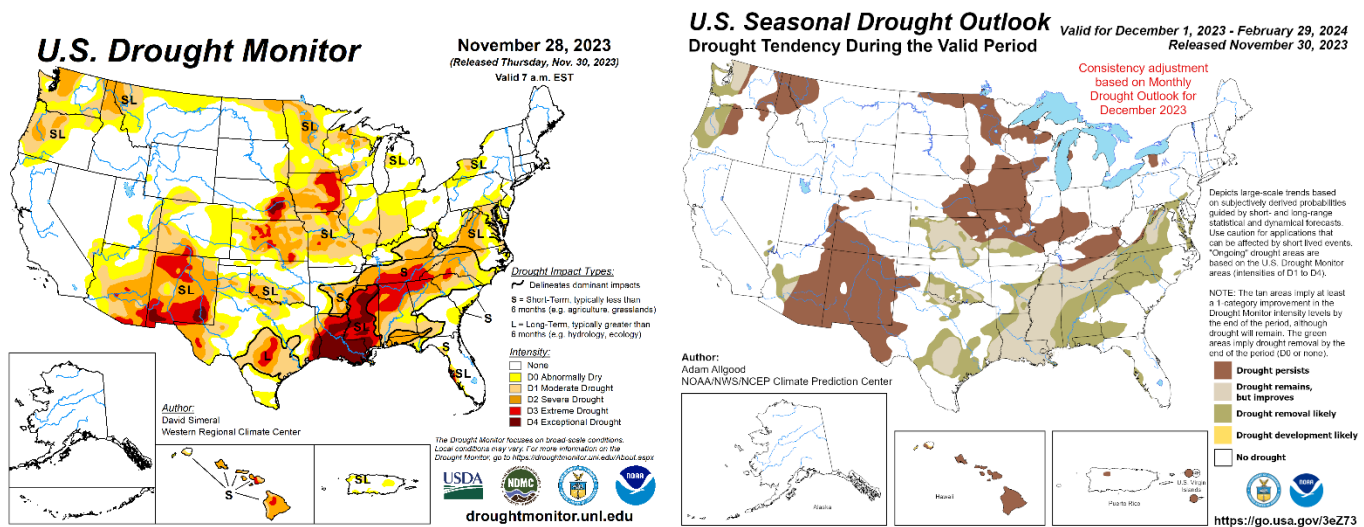 U.S. Drought Monitor
November 28, 2023
(Released Thursday, Nov. 30, 2023)
Valid 7 a.m. EST
SL
SL
SL
SL
SL
SL
SL
SL
SL
S
S
SL
S
S
SL
Drought Impact Types:
Delineates dominant impacts
S = Short-Term, typically less than
6 months (e.g. agriculture, grasslands)
L = Long-Term, typically greater than
6 months (e.g. hydrology, ecology)
Intensity:
None
D0 Abnormally Dry
D1 Moderate Drought
D2 Severe Drought
D3 Extreme Drought
D4 Exceptional Drought
Author:
David Simeral
Western Regional Climate Center
S
SL
The Drought Monitor focuses on broad-scale conditions.
Local conditions may vary. For more information on the
Drought Monitor, go to https://droughtmonitor.unl.edu/About.aspx
USDA
NDMC
NOAA
droughtmonitor.unl.edu
U.S. Seasonal Drought Outlook
Drought Tendency During the Valid Period
Valid for December 1, 2023 - February 29, 2024
Released November 30, 2023
Consistency adjustment
based on Monthly
Drought Outlook for
December 2023
Depicts large-scale trends based
on subjectively derived probabilities
guided by short- and long-range
statistical and dynamical forecasts.
Use caution for applications that
can be affected by short lived events.
"Ongoing" drought areas are
based on the U.S. Drought Monitor
areas (intensities of D1 to D4).
NOTE: The tan areas imply at least
a 1-category improvement in the
Drought Monitor intensity levels by
the end of the period, although
drought will remain. The green
areas imply drought removal by the
end of the period (D0 or none).
Author:
Adam Allgood
NOAA/NWS/NCEP Climate Prediction Center
Drought persists
Drought remains,
but improves
Drought removal likely
Drought development likely
No drought
Alaska
Hawaii
Puerto Rico
U.S. Virgin
Islands
NOAA
https://go.usa.gov/3eZ73